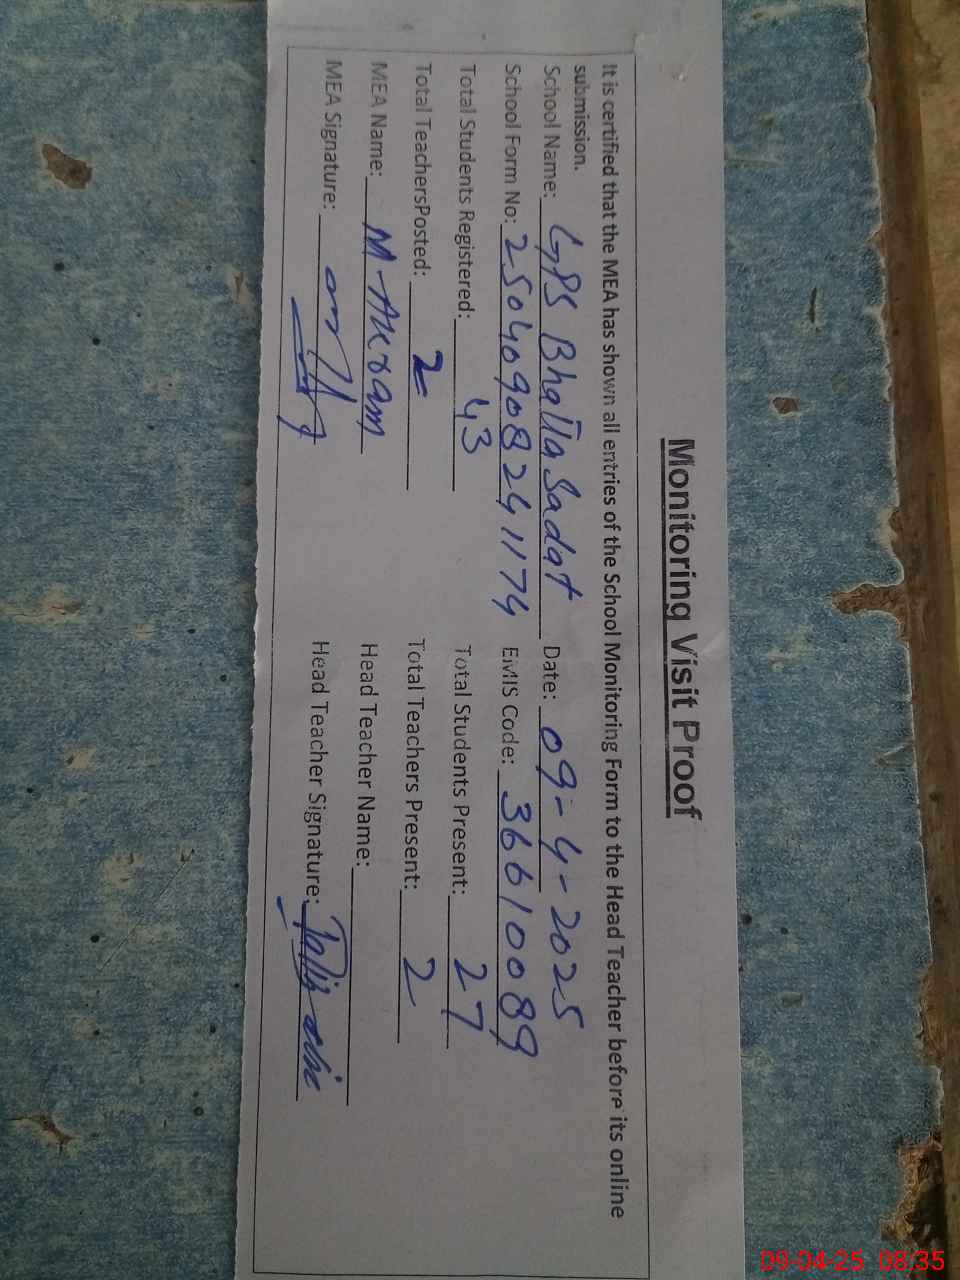 Monitoring Visit Proof
It is certified that the MEA has shown all entries of the School Monitoring Form to the Head Teacher before its online
submission.
School Name: GPS Bhatta Sadat Date: 09-4-2025
School Form No: 25040908241174 EMIS Code: 36610089
Total Students Registered: 43 Total Students Present: 27
Total TeachersPosted: 2 Total Teachers Present: 2
MEA Name: M Akram Head Teacher Name:
MEA Signature: Head Teacher Signature:
09-04-25 08:35